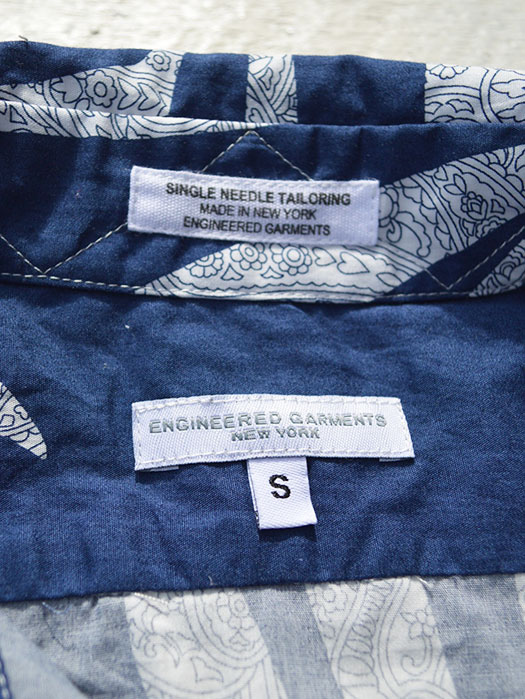 SINGLE NEEDLE TAILORING
MADE IN NEW YORK
ENGINEERED GARMENTS
ENGINEERED GARMENTS
NEW YORK
S